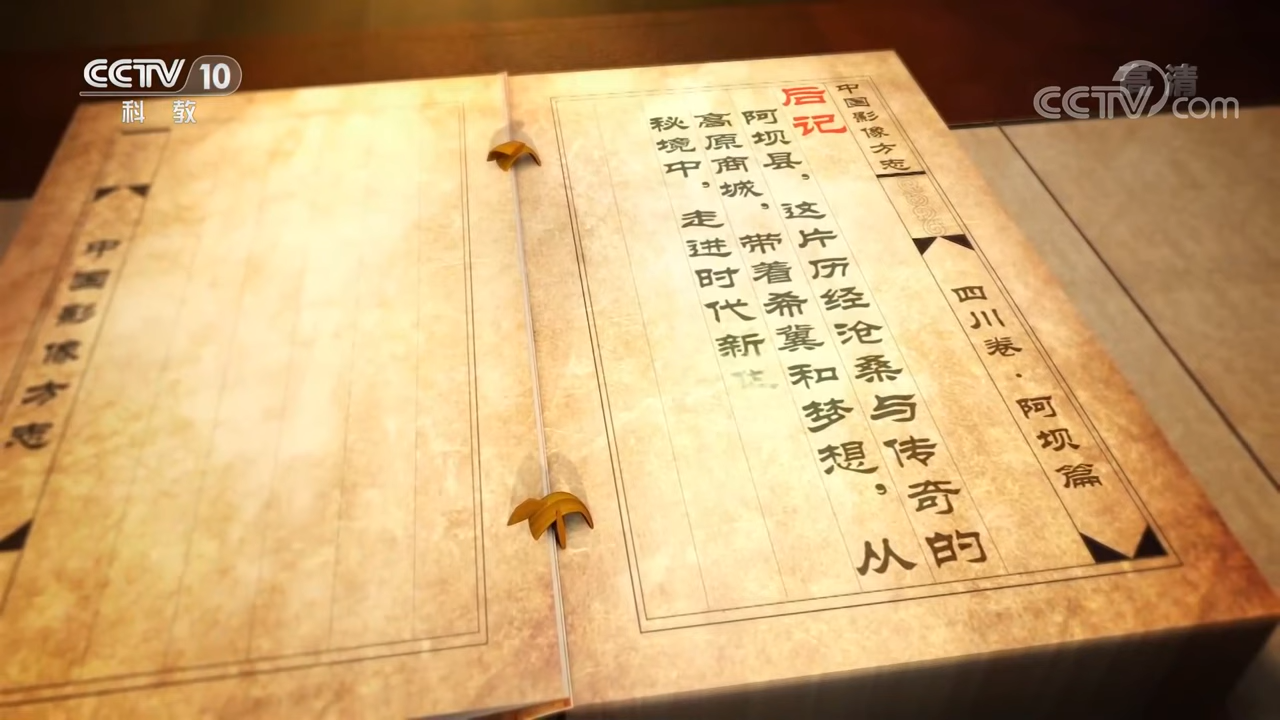 CCTV 10
科教
高清
CCTV.com
中国影像方志
四川卷·阿坝篇
后记
阿坝县,这片历经沧桑与传奇的
高原商城,带着希冀和梦想,从
秘境中,走进时代新
中国影像方志